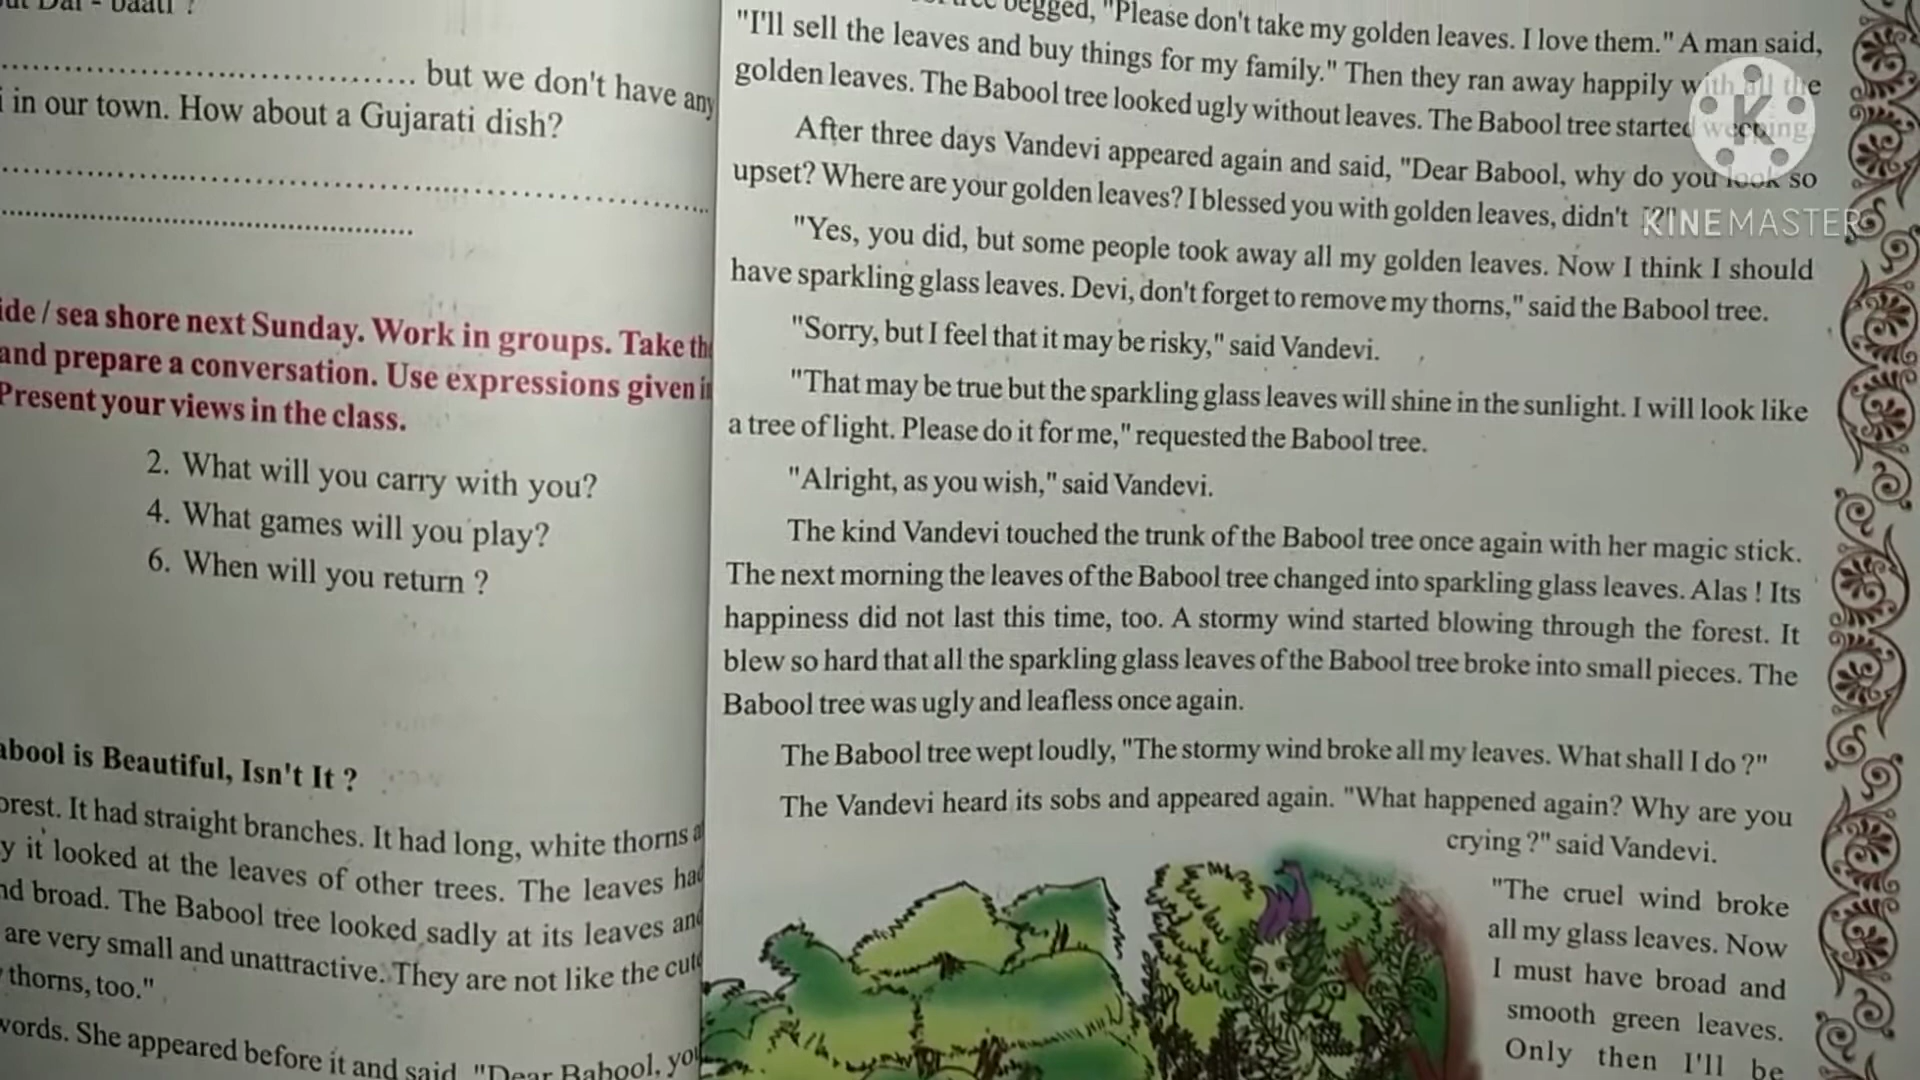 but we don't have any
in our town. How about a Gujarati dish?
sea shore next Sunday. Work in groups. Take
and prepare a conversation. Use expressions given
Present your views in the class.
2. What will you carry with you?
4. What games will you play?
6. When will you return ?
is Beautiful, Isn't It ?
It had straight branches. It had long, white thorns
it looked at the leaves of other trees. The leaves
broad. The Babool tree looked sadly at its leaves
are very small and unattractive. They are not like the
thorns, too."
She appeared before it and said, "Dear Babool,
begged, "Please don't take my golden leaves. I love them." A man said,
"I'll sell the leaves and buy things for my family." Then they ran away happily with all the
golden leaves. The Babool tree looked ugly without leaves. The Babool tree started weeping.
After three days Vandevi appeared again and said, "Dear Babool, why do you look so
upset? Where are your golden leaves? I blessed you with golden leaves, didn't I?"
"Yes, you did, but some people took away all my golden leaves. Now I think I should
have sparkling glass leaves. Devi, don't forget to remove my thorns," said the Babool tree.
"Sorry, but I feel that it may be risky," said Vandevi.
"That may be true but the sparkling glass leaves will shine in the sunlight. I will look like
a tree of light. Please do it for me," requested the Babool tree.
"Alright, as you wish," said Vandevi.
The kind Vandevi touched the trunk of the Babool tree once again with her magic stick.
The next morning the leaves of the Babool tree changed into sparkling glass leaves. Alas ! Its
happiness did not last this time, too. A stormy wind started blowing through the forest. It
blew so hard that all the sparkling glass leaves of the Babool tree broke into small pieces. The
Babool tree was ugly and leafless once again.
The Babool tree wept loudly, "The stormy wind broke all my leaves. What shall I do ?"
The Vandevi heard its sobs and appeared again. "What happened again? Why are you
crying ?" said Vandevi.
"The cruel wind broke
all my glass leaves. Now
I must have broad and
smooth green leaves.
Only then I'll be
K
KINEMASTER